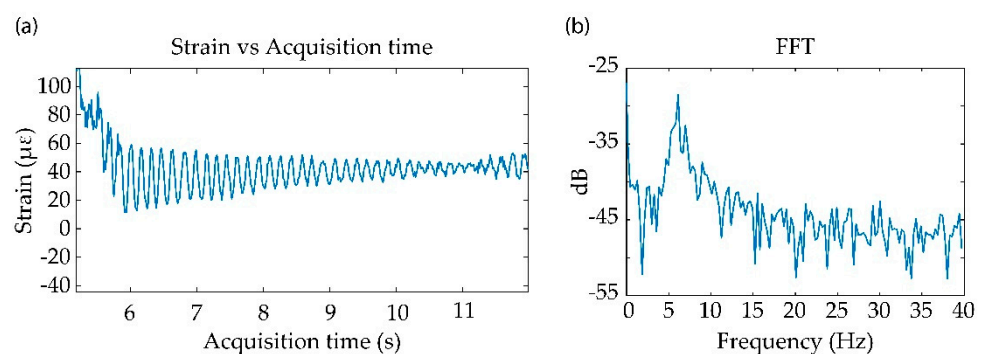 (a)
Strain vs Acquisition time
100
80
60
40
20
0
-20
-40
Strain (με)
6 7 8 9 10 11
Acquisition time (s)
(b)
FFT
-25
-35
-45
-55
dB
0 5 10 15 20 25 30 35 40
Frequency (Hz)